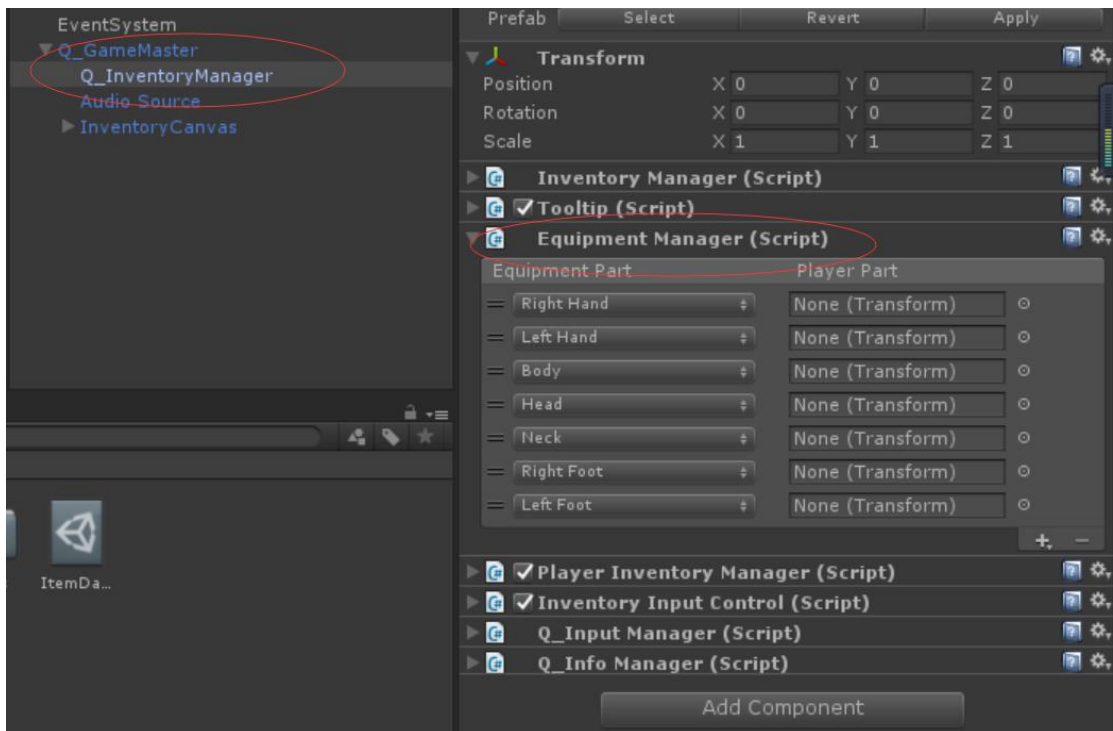 EventSystem
Q_GameMaster
Q_InventoryManager
Audio Source
InventoryCanvas
ItemDa...
Prefab Select Revert Apply
Transform
Position X 0 Y 0 Z 0
Rotation X 0 Y 0 Z 0
Scale X 1 Y 1 Z 1
Inventory Manager (Script)
Tooltip (Script)
Equipment Manager (Script)
Equipment Part Player Part
Right Hand None (Transform)
Left Hand None (Transform)
Body None (Transform)
Head None (Transform)
Neck None (Transform)
Right Foot None (Transform)
Left Foot None (Transform)
Player Inventory Manager (Script)
Inventory Input Control (Script)
Q_Input Manager (Script)
Q_Info Manager (Script)
Add Component